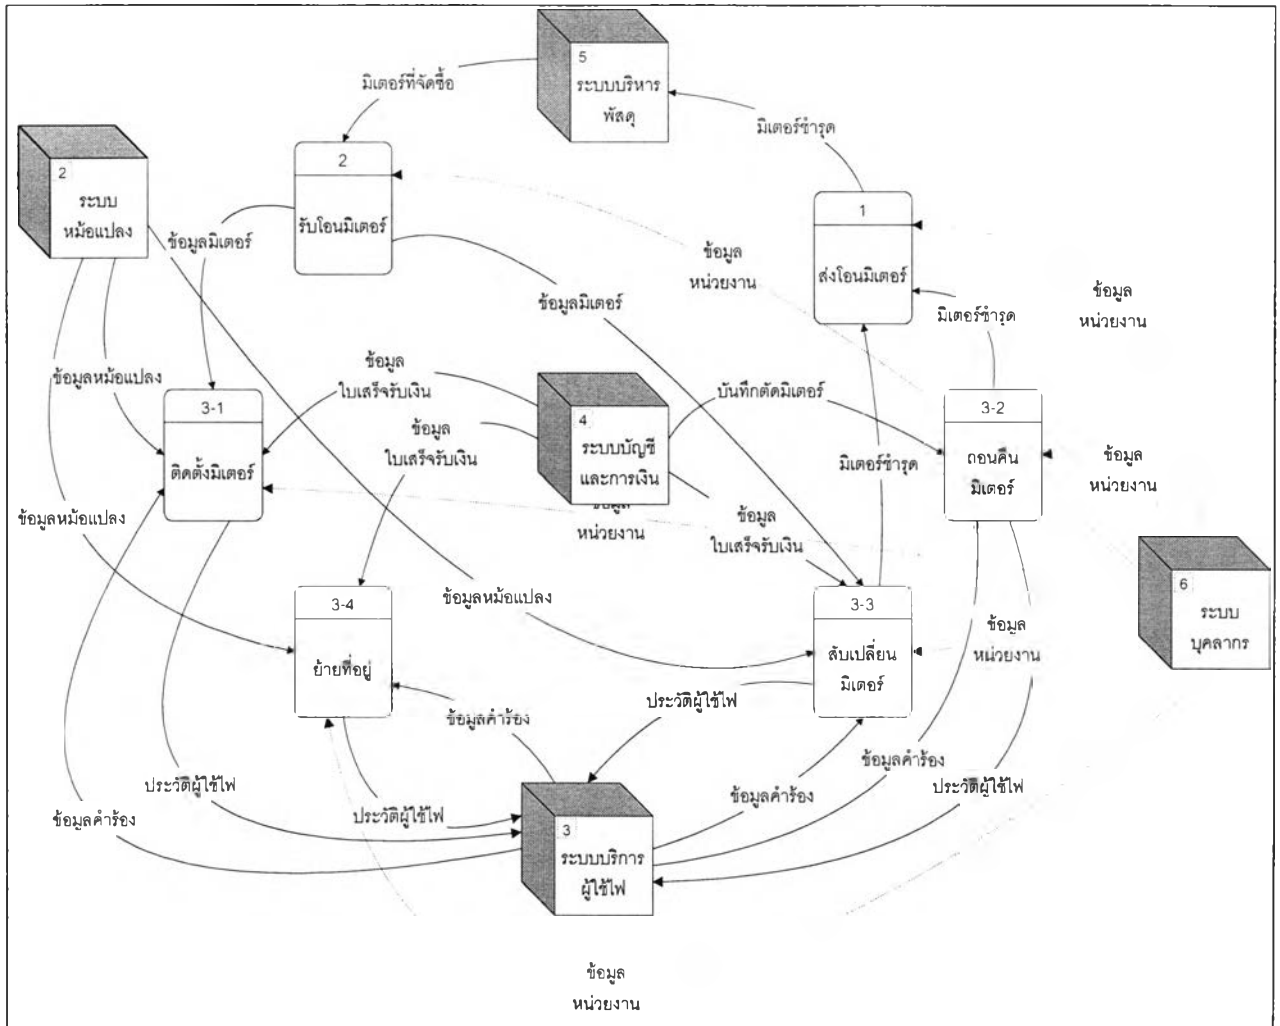 5
ระบบบริหาร
พัสดุ
มิเตอร์ที่จัดซื้อ
มิเตอร์ชำรุด
2
ระบบ
หม้อแปลง
2
รับโอนมิเตอร์
1
ส่งโอนมิเตอร์
ข้อมูลมิเตอร์
ข้อมูล
หน่วยงาน
ข้อมูลมิเตอร์
มิเตอร์ชำรุด
ข้อมูล
หน่วยงาน
ข้อมูลหม้อแปลง
ข้อมูล
ใบเสร็จรับเงิน
3-1
ติดตั้งมิเตอร์
ข้อมูล
ใบเสร็จรับเงิน
4
ระบบบัญชี
และการเงิน
บันทึกตัดมิเตอร์
3-2
ถอนคืน
มิเตอร์
มิเตอร์ชำรุด
ข้อมูล
หน่วยงาน
ข้อมูลหม้อแปลง
ข้อมูล
หน่วยงาน
ข้อมูล
ใบเสร็จรับเงิน
6
ระบบ
บุคลากร
ข้อมูลหม้อแปลง
3-4
ย้ายที่อยู่
3-3
สับเปลี่ยน
มิเตอร์
ข้อมูล
หน่วยงาน
ประวัติผู้ใช้ไฟ
ข้อมูลคำร้อง
ข้อมูลคำร้อง
ประวัติผู้ใช้ไฟ
ประวัติผู้ใช้ไฟ
ข้อมูลคำร้อง
ข้อมูลคำร้อง
ประวัติผู้ใช้ไฟ
3
ระบบบริการ
ผู้ใช้ไฟ
ข้อมูล
หน่วยงาน